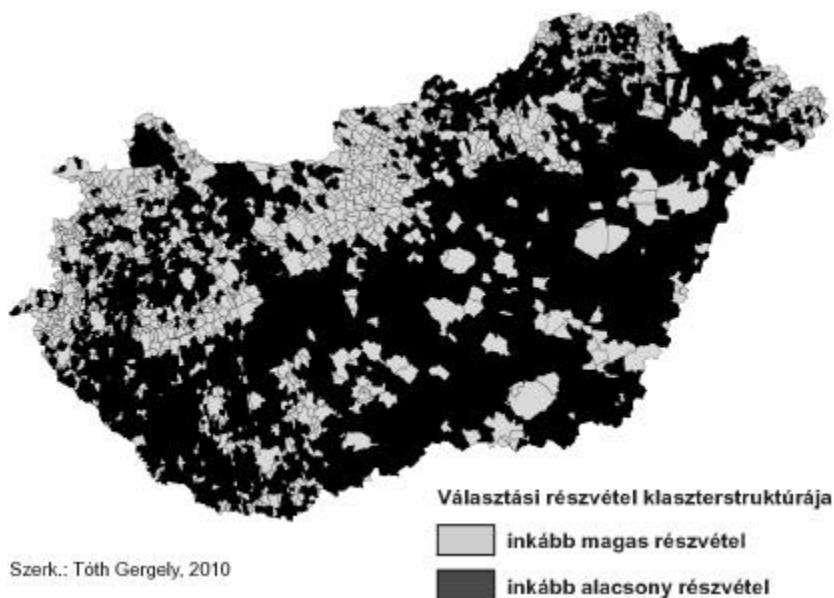 Választási részvétel klaszterstruktúrája
inkább magas részvétel
Szerk.: Tóth Gergely, 2010
inkább alacsony részvétel